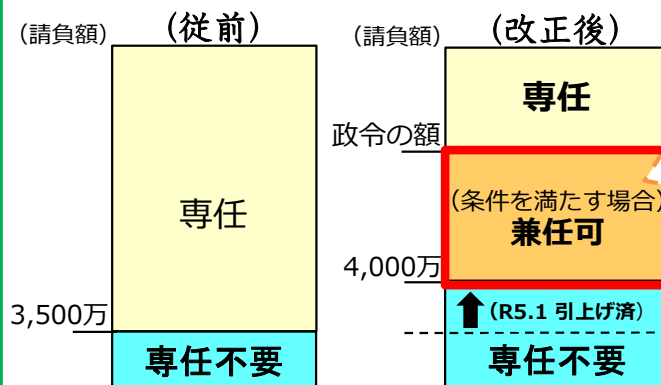 (請負額)
(従前)
専任
3,500万
専任不要
(請負額)
(改正後)
専任
政令の額
(条件を満たす場合)
兼任可
4,000万
(R5.1 引上げ済)
専任不要